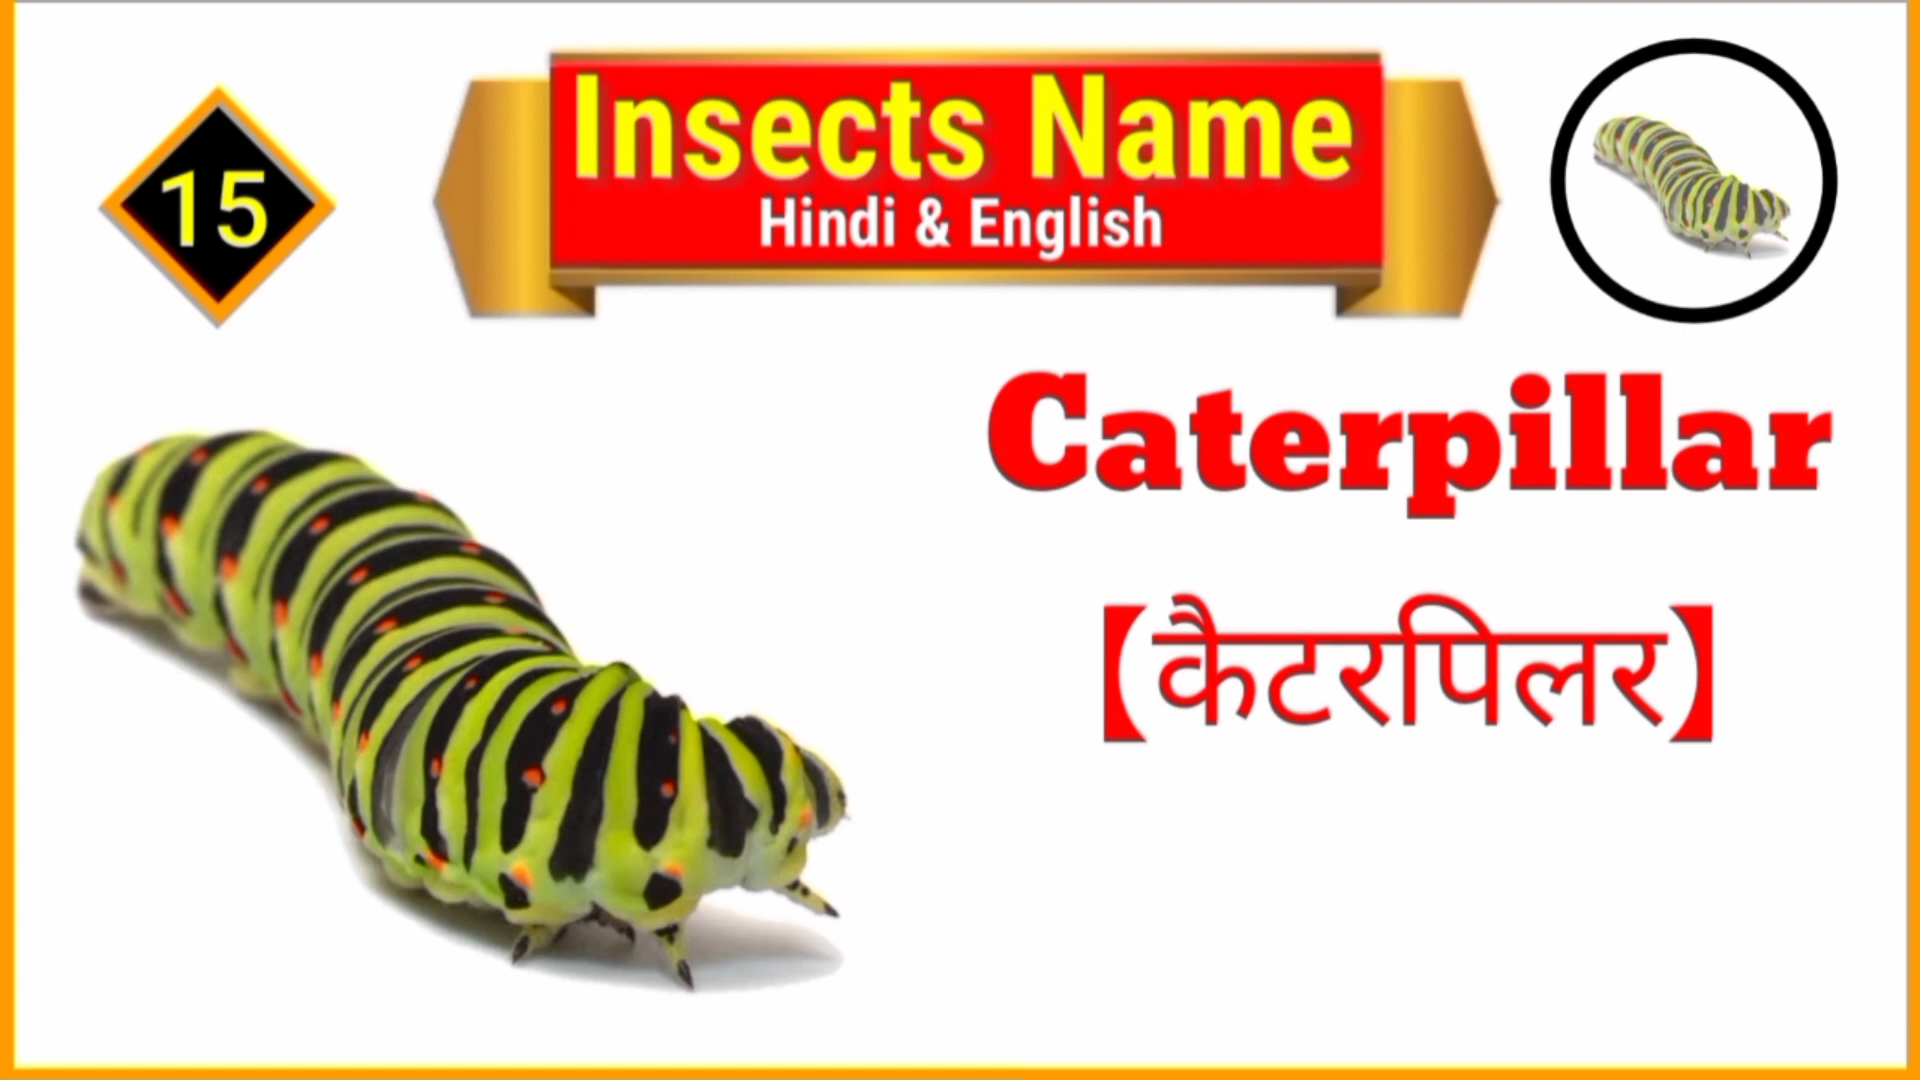 15
Insects Name
Hindi & English
Caterpillar
【कैटरपिलर】